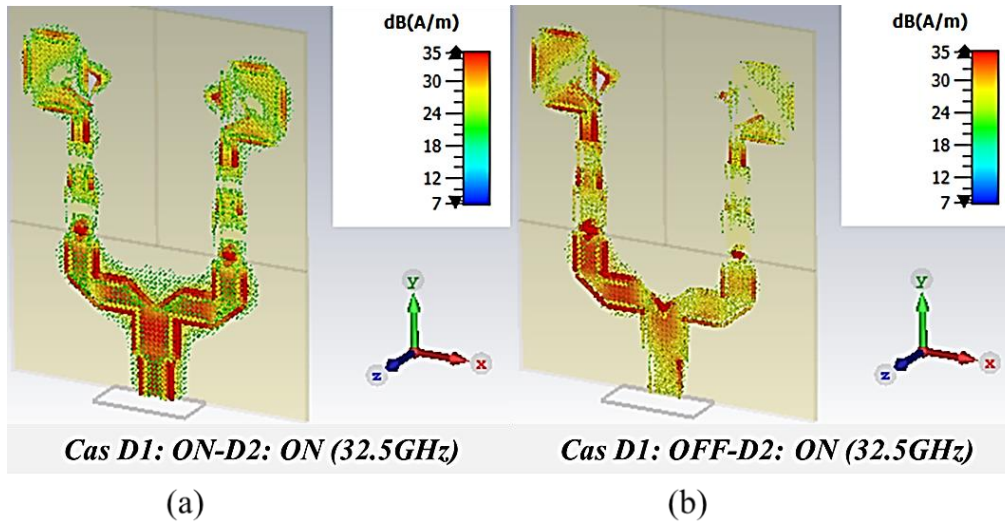 dB(A/m)
35
30
24
18
12
7
y
x
z
Cas D1: ON-D2: ON (32.5GHz)
(a)
dB(A/m)
35
30
24
18
12
7
y
x
z
Cas D1: OFF-D2: ON (32.5GHz)
(b)